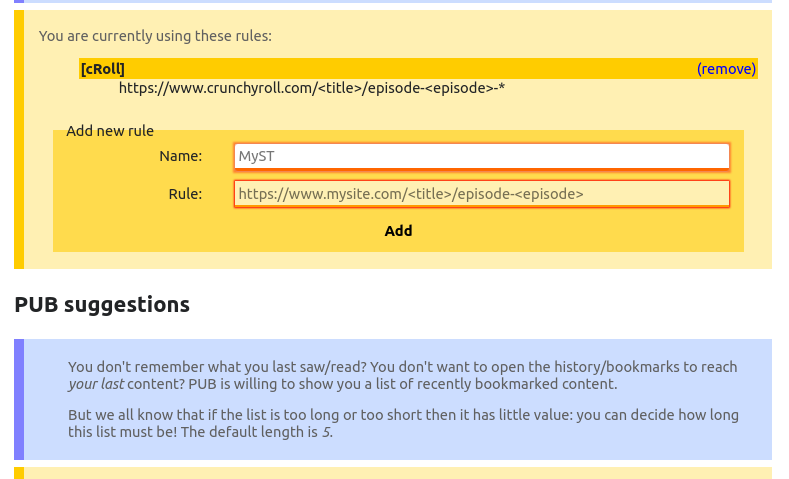 You are currently using these rules:
[cRoll] (remove)
https://www.crunchyroll.com/<title>/episode-<episode>-*
Add new rule
Name: MyST
Rule: https://www.mysite.com/<title>/episode-<episode>
Add
PUB suggestions
You don't remember what you last saw/read? You don't want to open the history/bookmarks to reach
your last content? PUB is willing to show you a list of recently bookmarked content.
But we all know that if the list is too long or too short then it has little value: you can decide how long
this list must be! The default length is 5.